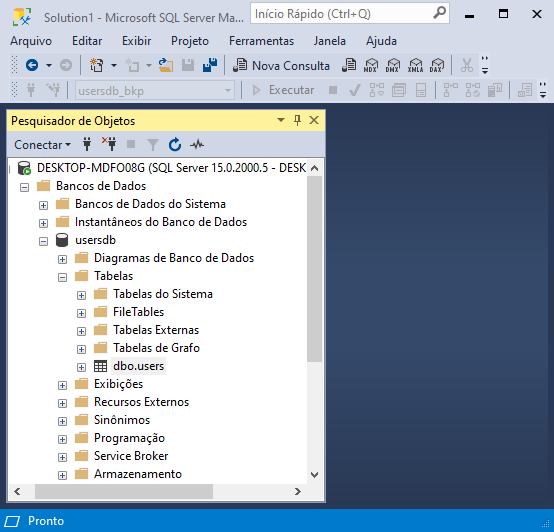 Solution1 - Microsoft SQL Server Ma...
Início Rápido (Ctrl+Q)
Arquivo Editar Exibir Projeto Ferramentas Janela Ajuda
Nova Consulta MDX DMX XMLA DAX
usersdb_bkp Executar
Pesquisador de Objetos
Conectar
DESKTOP-MDFO08G (SQL Server 15.0.2000.5 - DESK
Bancos de Dados
Bancos de Dados do Sistema
Instantâneos do Banco de Dados
usersdb
Diagramas de Banco de Dados
Tabelas
Tabelas do Sistema
FileTables
Tabelas Externas
Tabelas de Grafo
dbo.users
Exibições
Recursos Externos
Sinônimos
Programação
Service Broker
Armazenamento
Pronto